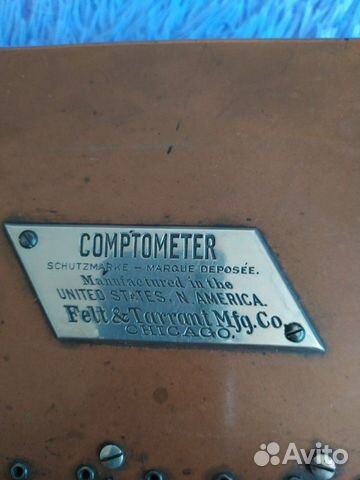 COMPTOMETER
SCHUTZMARKE – MARQUE DÉPOSÉE.
Manufactured in the
UNITED STATES, N. AMERICA.
Felt & Tarrant Mfg. Co.
CHICAGO.
Avito